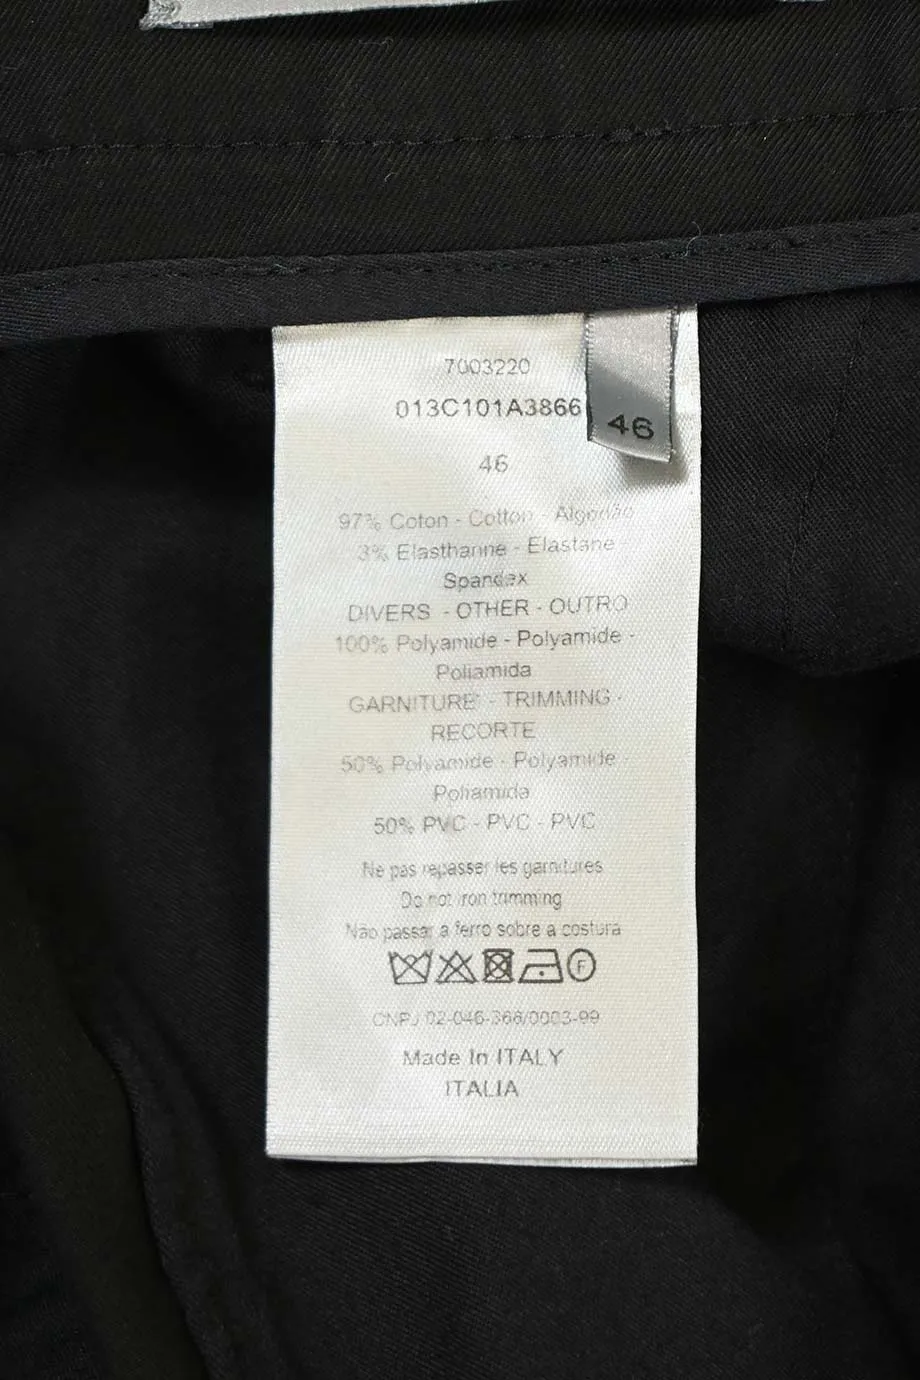 7003220
013C101A3866
46
46
97% Coton - Cotton - Algodão
3% Elasthanne - Elastane -
Spandex
DIVERS - OTHER - OUTRO
100% Polyamide - Polyamide -
Poliamida
GARNITURE - TRIMMING -
RECORTE
50% Polyamide - Polyamide -
Poliamida
50% PVC - PVC - PVC
Ne pas repasser les garnitures
Do not iron trimming
Não passar a ferro sobre a costura
F
CNPJ 02-046-366/0003-99
Made In ITALY
ITALIA